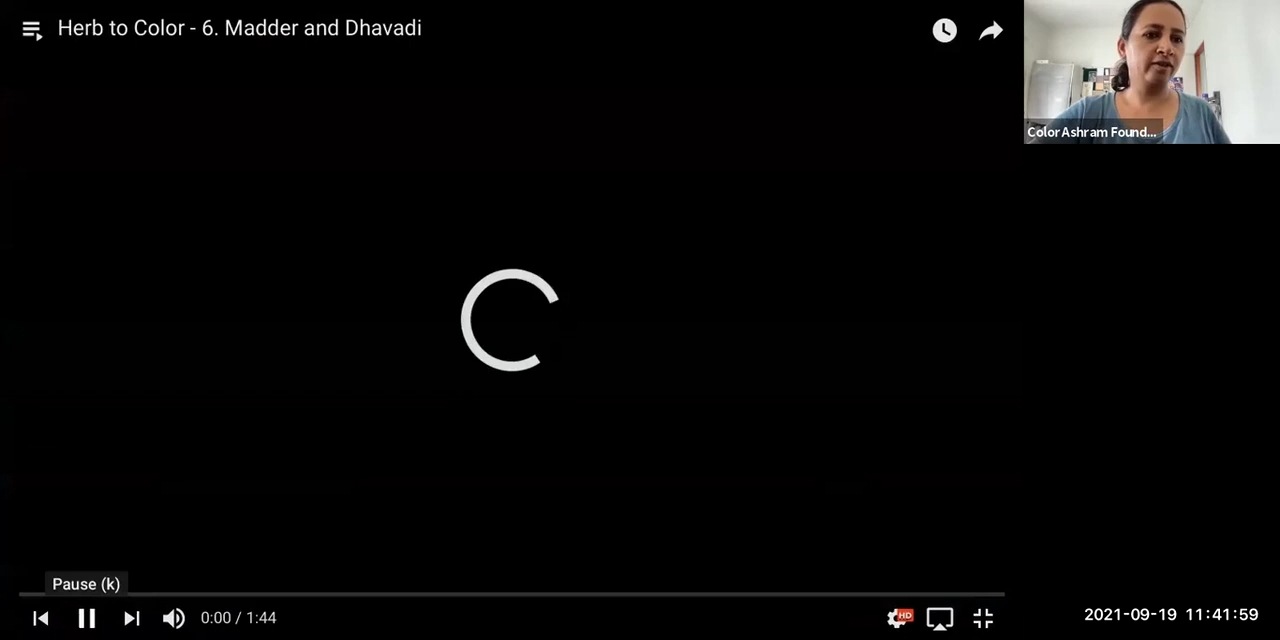 Herb to Color - 6. Madder and Dhavadi
Color Ashram Found...
Pause (k)
0:00 / 1:44
HD
2021-09-19 11:41:59